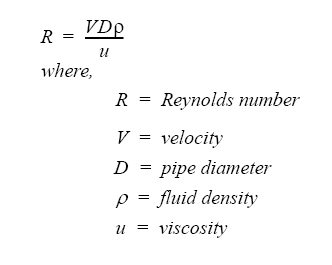 R = VDρ/u
where,
R = Reynolds number
V = velocity
D = pipe diameter
ρ = fluid density
u = viscosity